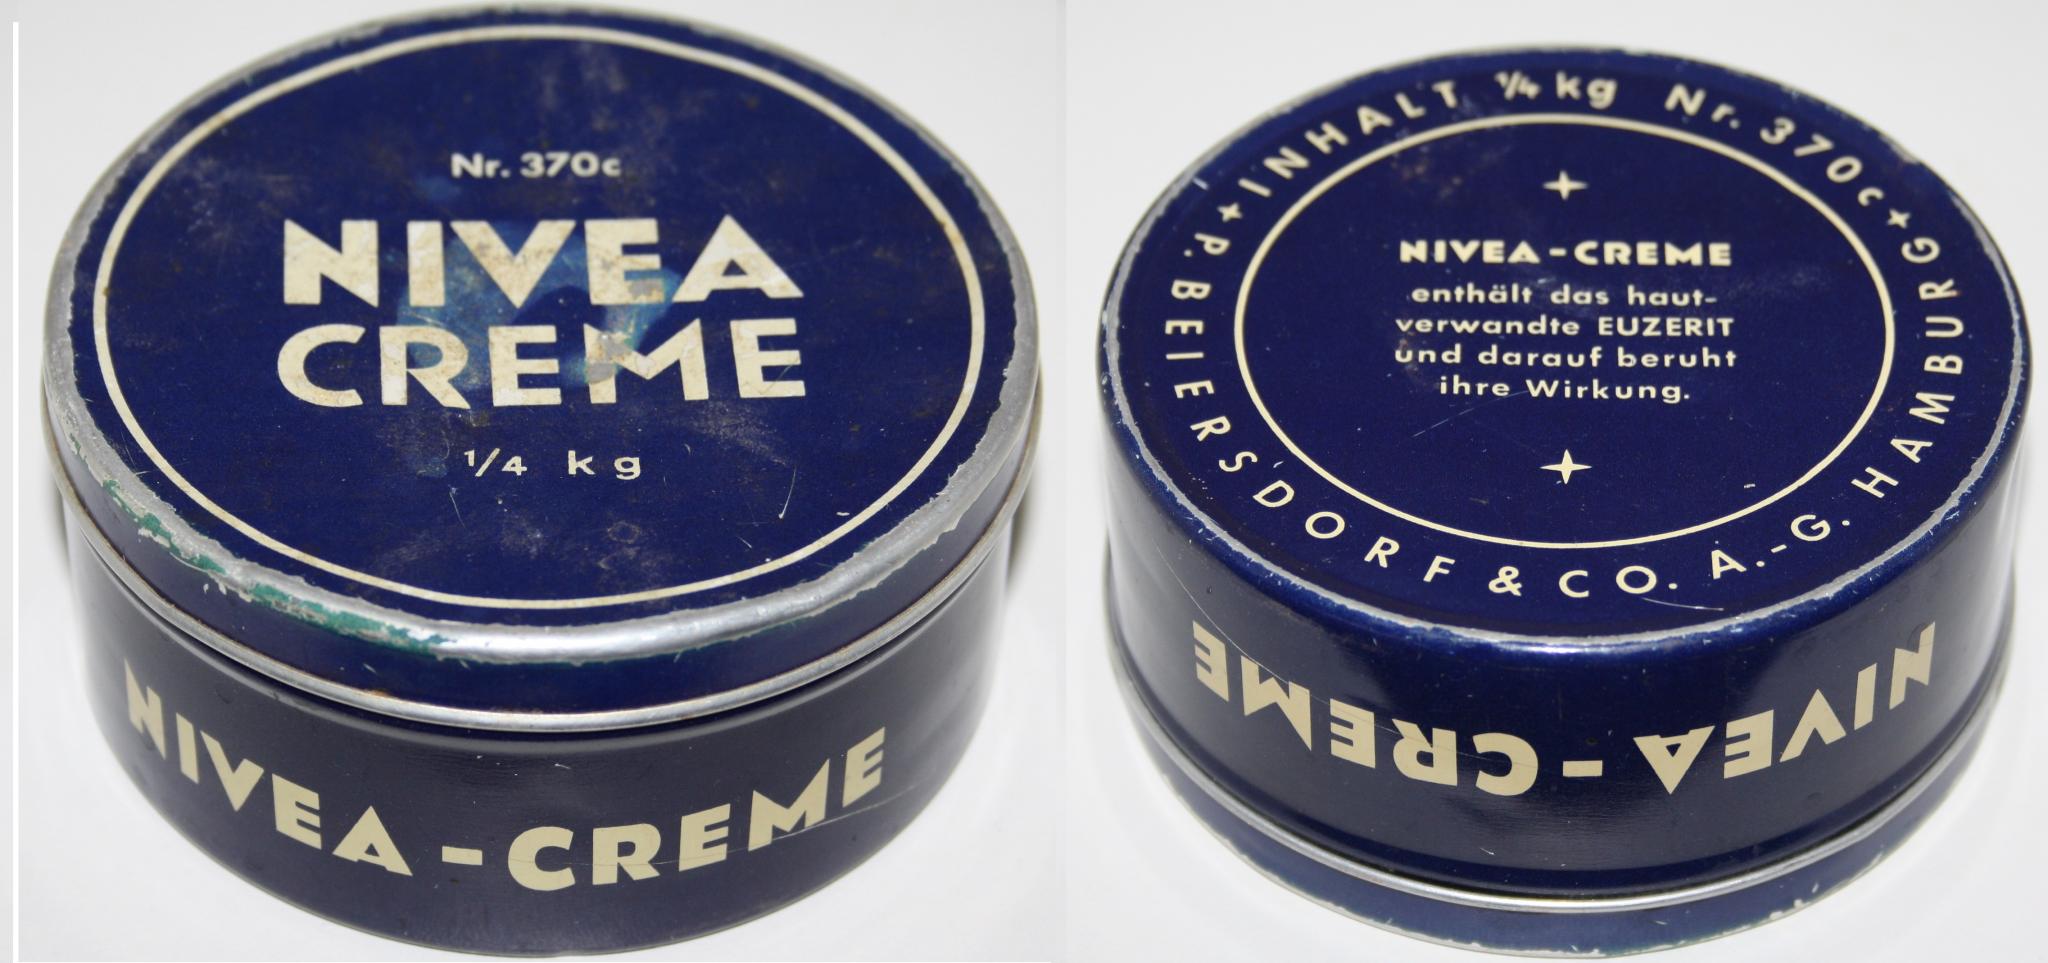 Nr. 370c
NIVEA
CREME
1/4 kg
NIVEA - CREME
INHALT 1/4 kg Nr. 370c
P. BEIERSDORF & CO. A.-G. HAMBURG
NIVEA-CREME
enthält das haut-
verwandte EUZERIT
und darauf beruht
ihre Wirkung.
NIVEA - CREME